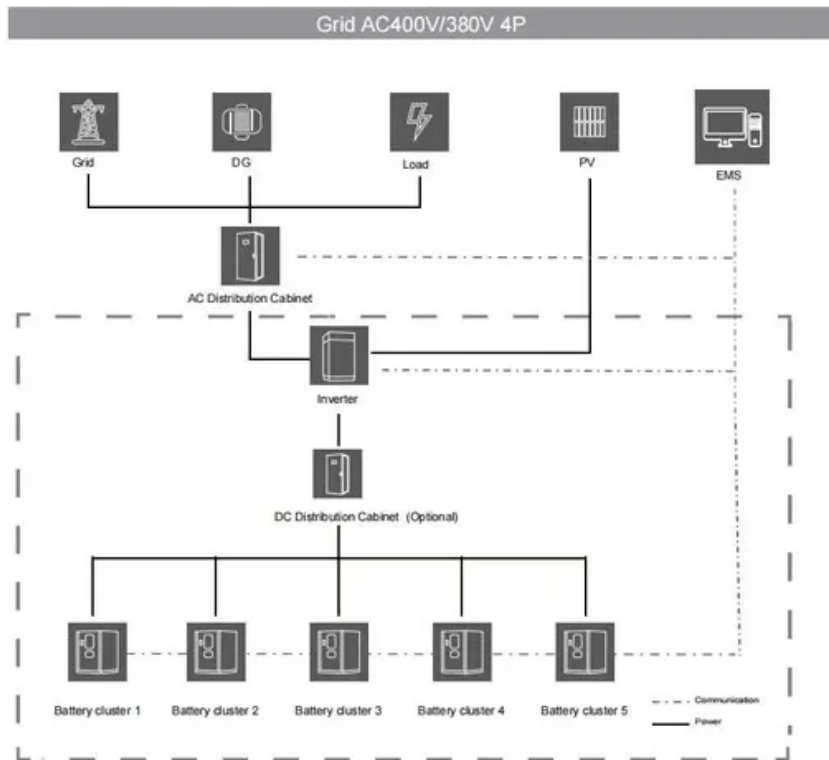 Grid AC400V/380V 4P
Grid
DG
Load
PV
EMS
AC Distribution Cabinet
Inverter
DC Distribution Cabinet (Optional)
Battery cluster 1
Battery cluster 2
Battery cluster 3
Battery cluster 4
Battery cluster 5
Communication
Power